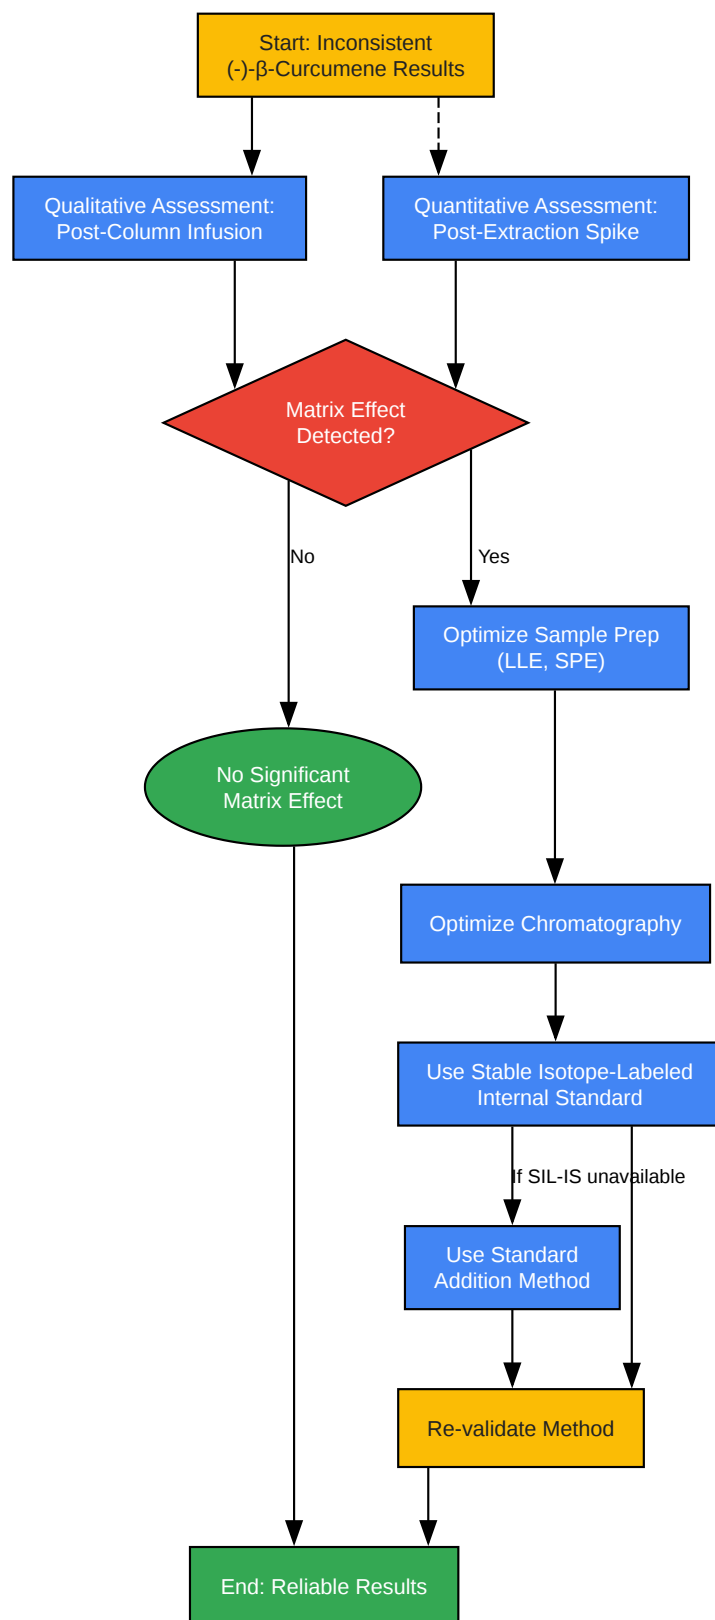 Start: Inconsistent
(-)-β-Curcumene Results
Qualitative Assessment:
Post-Column Infusion
Quantitative Assessment:
Post-Extraction Spike
Matrix Effect
Detected?
No
Yes
Optimize Sample Prep
(LLE, SPE)
No Significant
Matrix Effect
Optimize Chromatography
Use Stable Isotope-Labeled
Internal Standard
If SIL-IS unavailable
Use Standard
Addition Method
Re-validate Method
End: Reliable Results